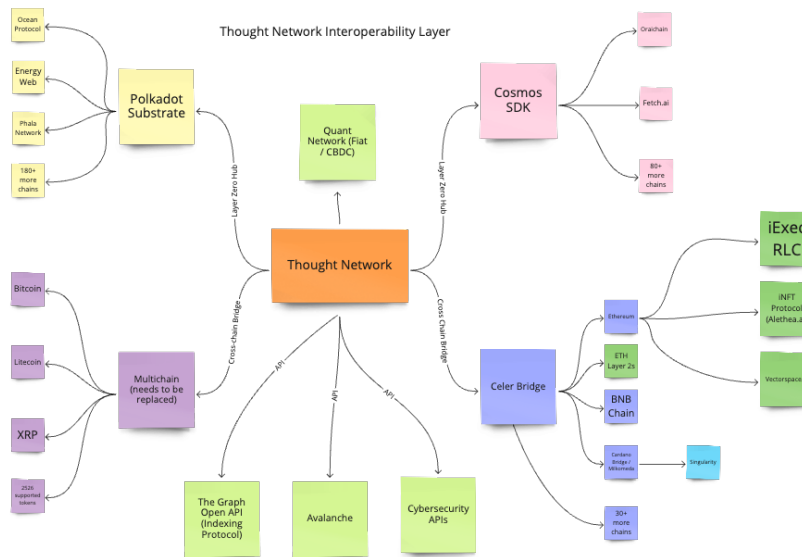 Thought Network Interoperability Layer
Ocean
Protocol
Energy
Web
Phala
Network
180+
more
chains
Polkadot
Substrate
Layer Zero Hub
Quant
Network (Fiat
/ CBDC)
Layer Zero Hub
Cosmos
SDK
Oraichain
Fetch.ai
80+
more
chains
Thought Network
Cross-chain Bridge
Cross Chain Bridge
API
API
API
Bitcoin
Litecoin
XRP
2526
supported
tokens
Multichain
(needs to be
replaced)
The Graph
Open API
(Indexing
Protocol)
Avalanche
Cybersecurity
APIs
Celer Bridge
Ethereum
ETH
Layer 2s
BNB
Chain
Cardano
Bridge /
Milkomeda
30+
more
chains
Singularity
iExec
RLC
iNFT
Protocol
(Alethea.a
Vectorspace